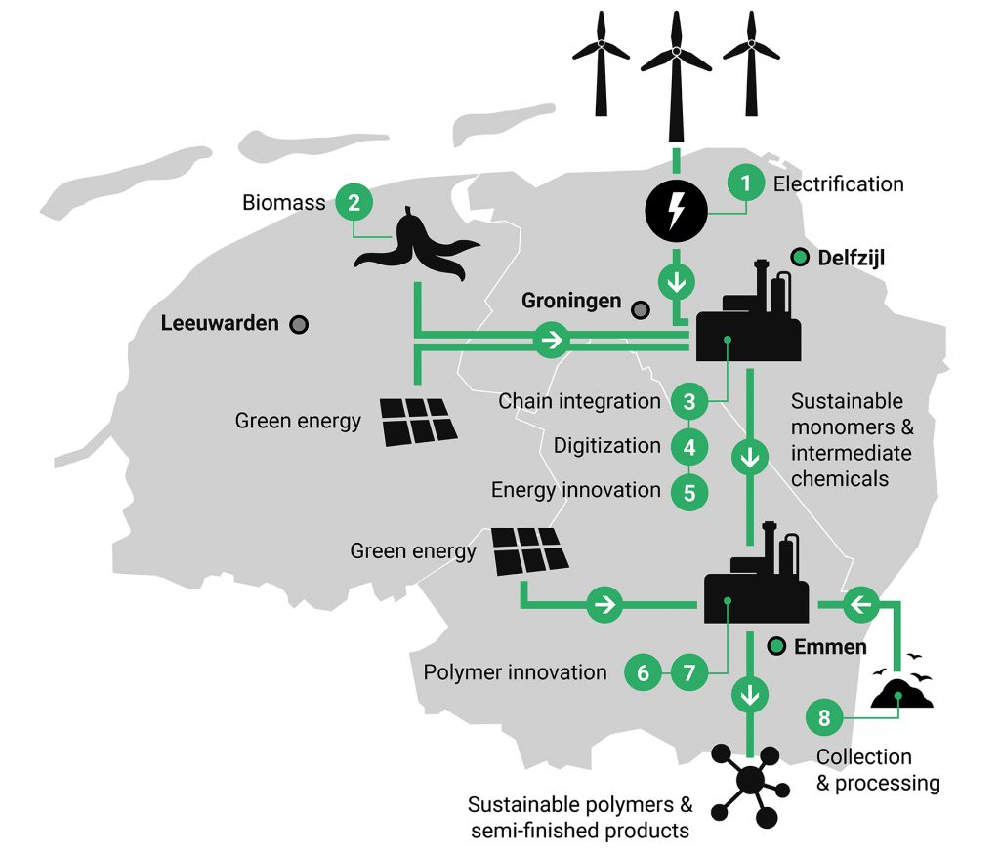 1 Electrification
Biomass 2
Delfzijl
Groningen
Leeuwarden
Chain integration 3
Green energy
Digitization 4
Energy innovation 5
Sustainable
monomers &
intermediate
chemicals
Green energy
Emmen
Polymer innovation 6 7
8
Collection
& processing
Sustainable polymers &
semi-finished products